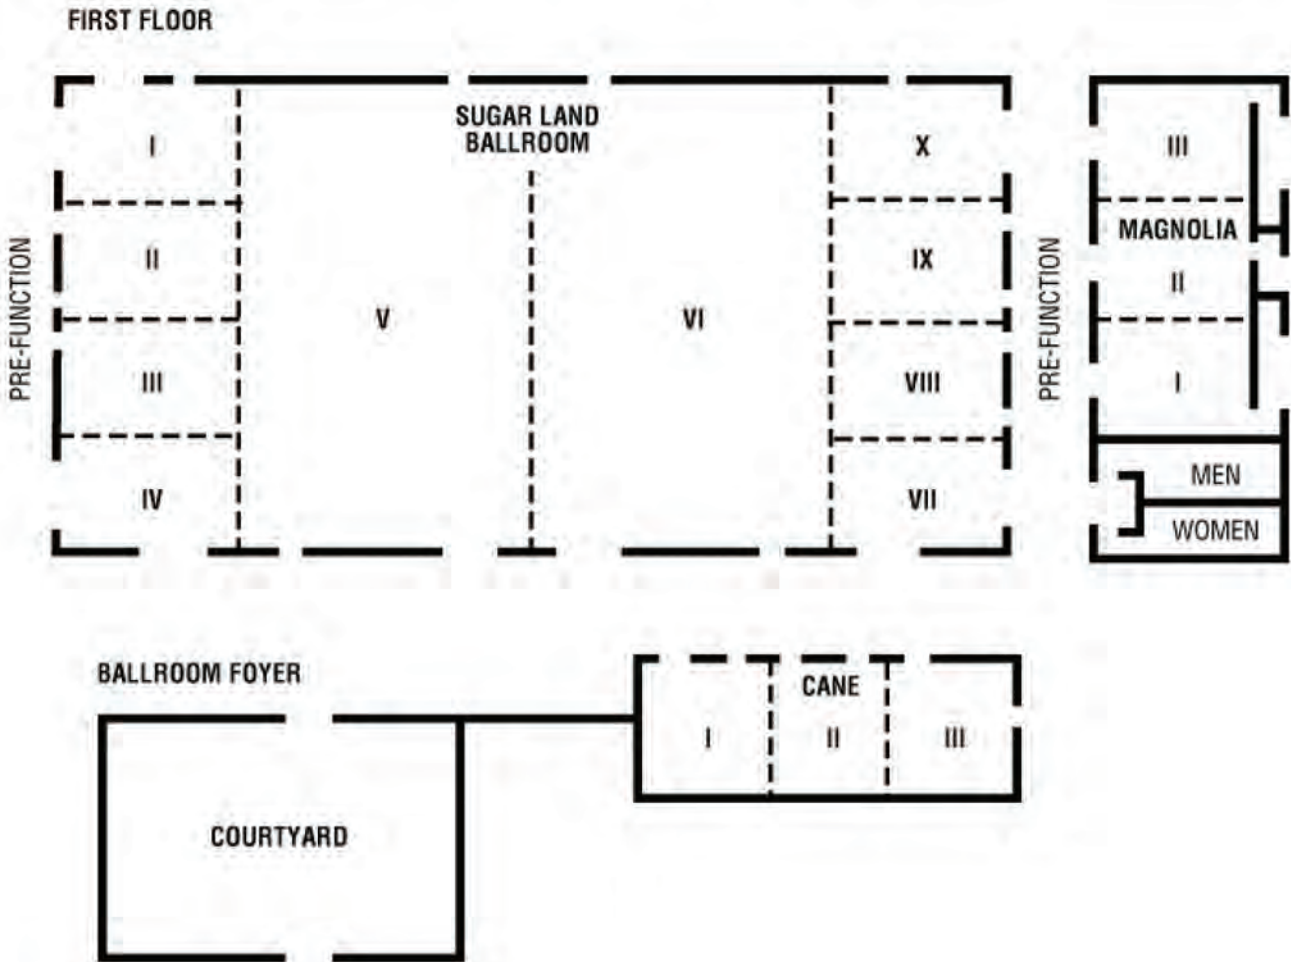 FIRST FLOOR
SUGAR LAND
BALLROOM
I
II
III
IV
V
VI
X
IX
VIII
VII
PRE-FUNCTION
PRE-FUNCTION
III
MAGNOLIA
II
I
MEN
WOMEN
BALLROOM FOYER
CANE
I
II
III
COURTYARD